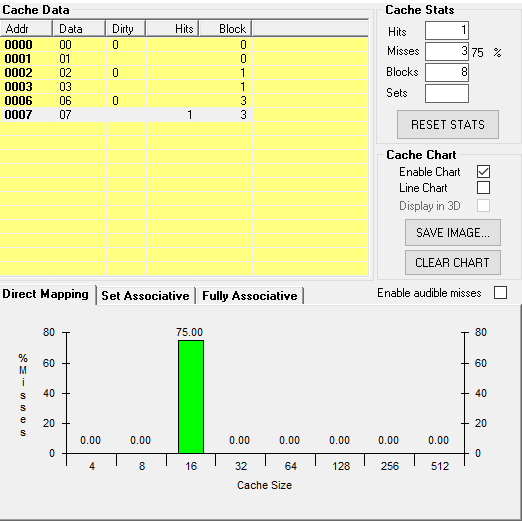 Cache Data
Addr Data Dirty Hits Block
0000 00 0 0
0001 01 0
0002 02 0 1
0003 03 1
0006 06 0 3
0007 07 1 3
Cache Stats
Hits 1
Misses 3 75 %
Blocks 8
Sets
RESET STATS
Cache Chart
Enable Chart
Line Chart
Display in 3D
SAVE IMAGE...
CLEAR CHART
Direct Mapping Set Associative Fully Associative
Enable audible misses
% Misses
80 75.00 80
60 60
40 40
20 20
0.00 0.00 0.00 0.00 0.00 0.00 0.00
0 0
4 8 16 32 64 128 256 512
Cache Size